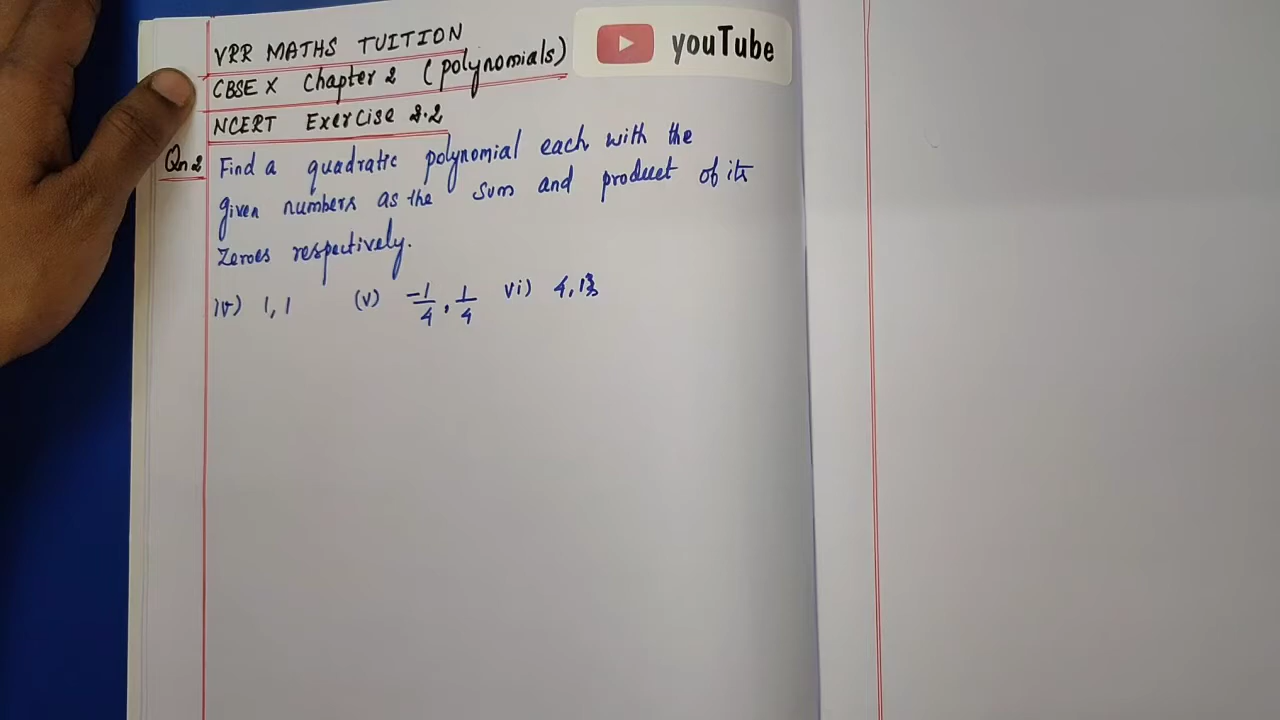 VRR MATHS TUITION
youTube
CBSE X Chapter 2 (polynomials)
NCERT Exercise 2.2
Qn 2 Find a quadratic polynomial each with the
given numbers as the sum and product of its
zeroes respectively.
iv) 1, 1 (v) -1/4, 1/4 vi) 4,